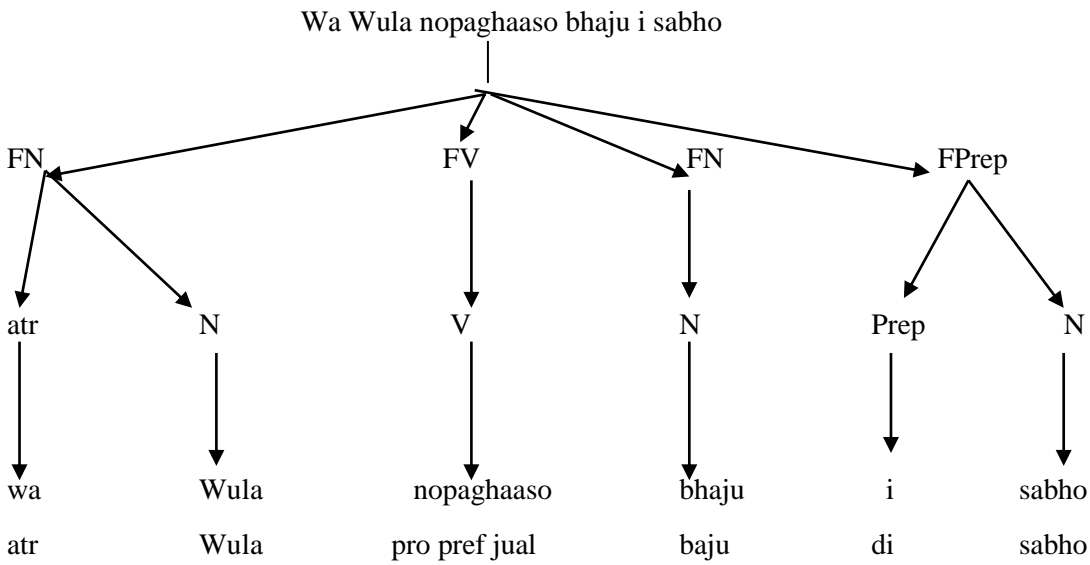 Wa Wula nopaghaaso bhaju i sabho
FN FV FN FPrep
atr N V N Prep N
wa Wula nopaghaaso bhaju i sabho
atr Wula pro pref jual baju di sabho